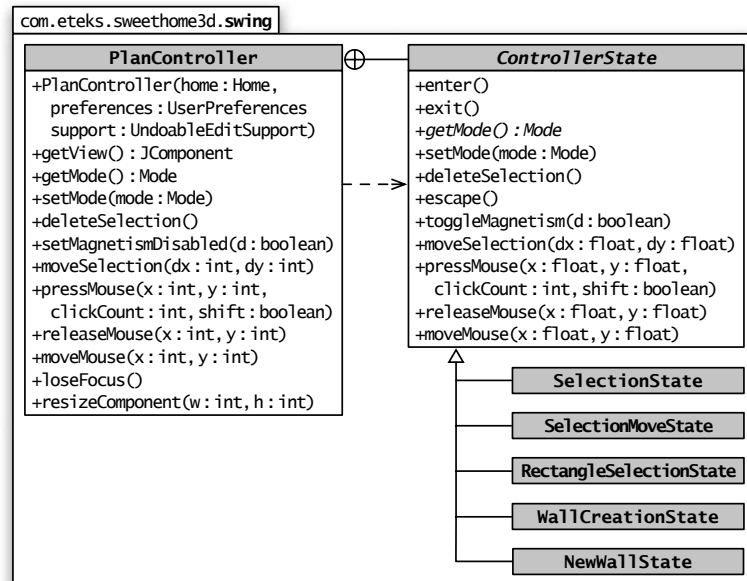 com.eteks.sweethome3d.swing
PlanController
+PlanController(home:Home,
preferences:UserPreferences
support:UndoableEditSupport)
+getView():JComponent
+getMode():Mode
+setMode(mode:Mode)
+deleteSelection()
+setMagnetismDisabled(d:boolean)
+moveSelection(dx:int,dy:int)
+pressMouse(x:int,y:int,
clickCount:int,shift:boolean)
+releaseMouse(x:int,y:int)
+moveMouse(x:int,y:int)
+loseFocus()
+resizeComponent(w:int,h:int)
ControllerState
+enter()
+exit()
+getMode():Mode
+setMode(mode:Mode)
+deleteSelection()
+escape()
+toggleMagnetism(d:boolean)
+moveSelection(dx:float,dy:float)
+pressMouse(x:float,y:float,
clickCount:int,shift:boolean)
+releaseMouse(x:float,y:float)
+moveMouse(x:float,y:float)
SelectionState
SelectionMoveState
RectangleSelectionState
WallCreationState
NewWallState